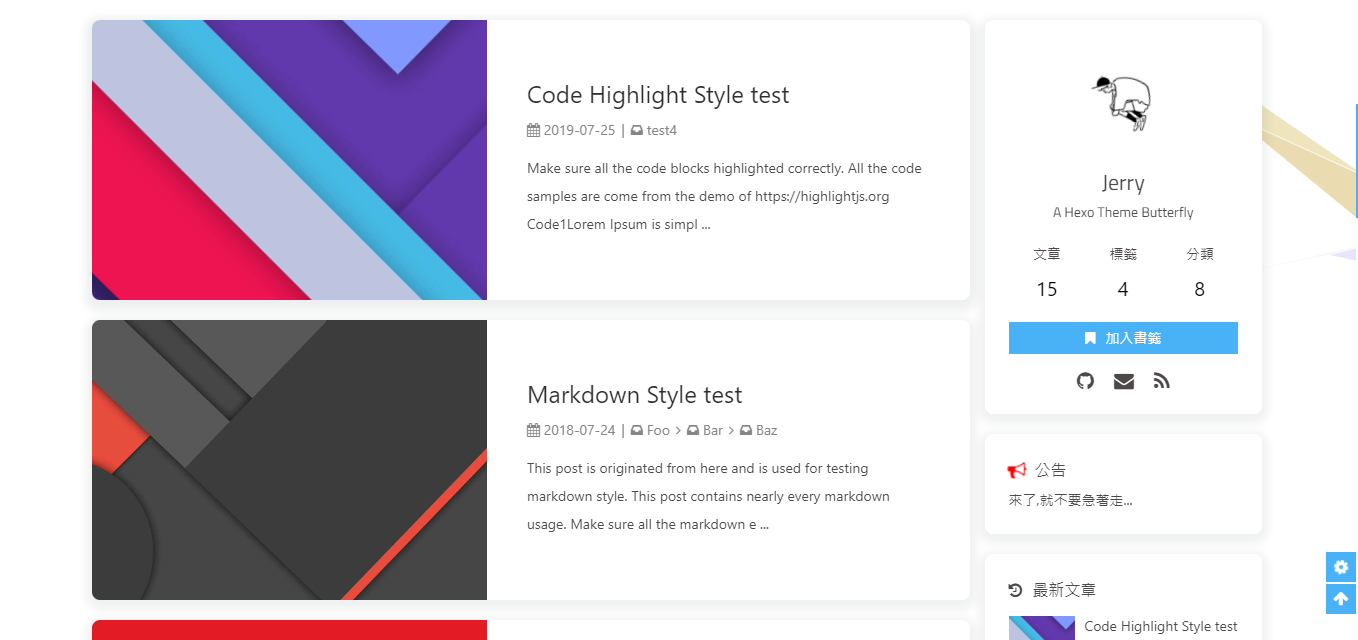 Code Highlight Style test
2019-07-25 | test4
Make sure all the code blocks highlighted correctly. All the code
samples are come from the demo of https://highlightjs.org
Code1Lorem Ipsum is simpl ...
Markdown Style test
2018-07-24 | Foo > Bar > Baz
This post is originated from here and is used for testing
markdown style. This post contains nearly every markdown
usage. Make sure all the markdown e ...
Jerry
A Hexo Theme Butterfly
文章 標籤 分類
15 4 8
加入書籤
公告
來了,就不要急著走...
最新文章
Code Highlight Style test